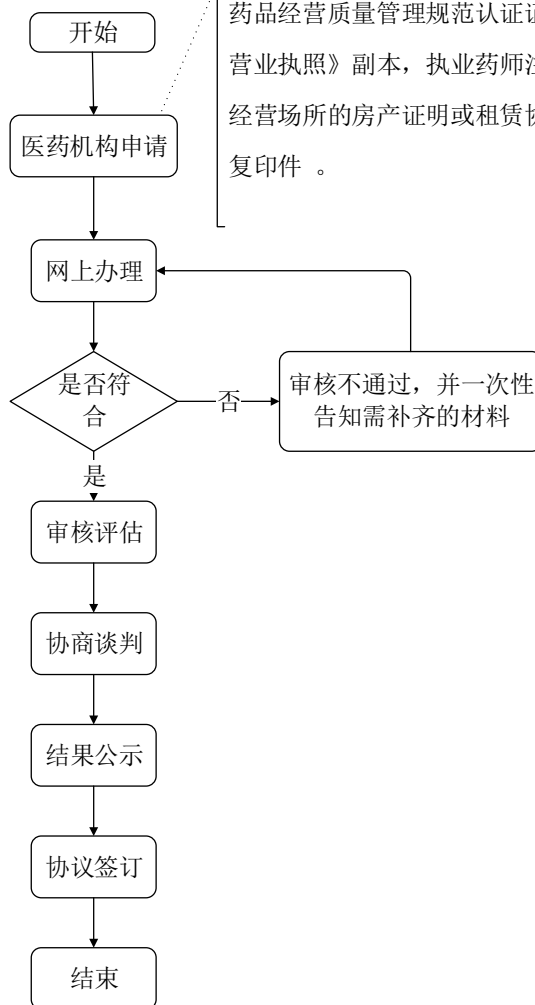 开始
药品经营质量管理规范认证
营业执照》副本，执业药师注
经营场所的房产证明或租赁协
复印件 。
医药机构申请
网上办理
是否符
合
否
审核不通过，并一次性
告知需补齐的材料
是
审核评估
协商谈判
结果公示
协议签订
结束